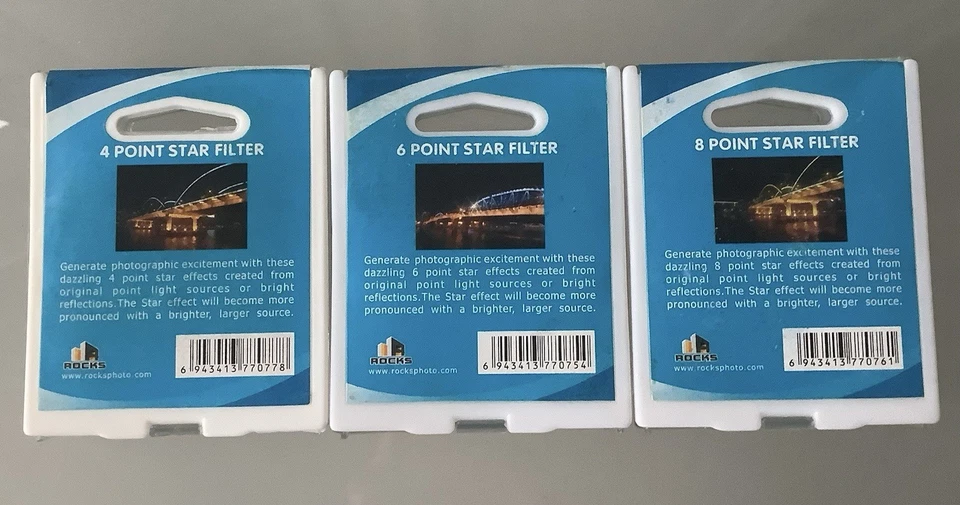 4 POINT STAR FILTER
Generate photographic excitement with these
dazzling 4 point star effects created from
original point light sources or bright
reflections.The Star effect will become more
pronounced with a brighter, larger source.
ROCKS
www.rocksphoto.com
6 943413 770778
6 POINT STAR FILTER
Generate photographic excitement with these
dazzling 6 point star effects created from
original point light sources or bright
reflections.The Star effect will become more
pronounced with a brighter, larger source.
ROCKS
www.rocksphoto.com
6 943413 770754
8 POINT STAR FILTER
Generate photographic excitement with these
dazzling 8 point star effects created from
original point light sources or bright
reflections.The Star effect will become more
pronounced with a brighter, larger source.
ROCKS
www.rocksphoto.com
6 943413 770761